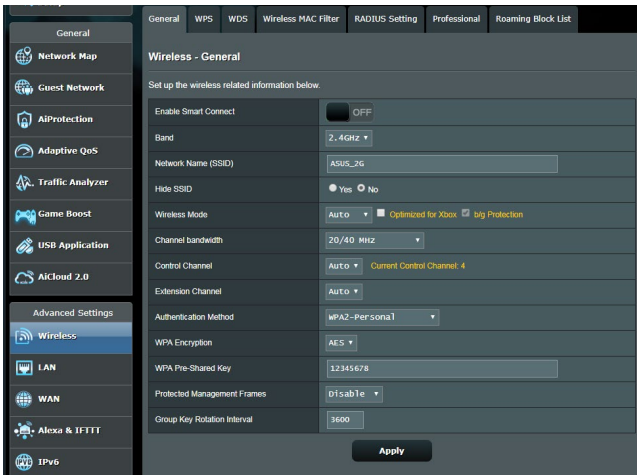 General
Network Map
Guest Network
AiProtection
Adaptive QoS
Traffic Analyzer
Game Boost
USB Application
AiCloud 2.0
Advanced Settings
Wireless
LAN
WAN
Alexa & IFTTT
IPv6
General WPS WDS Wireless MAC Filter RADIUS Setting Professional Roaming Block List
Wireless - General
Set up the wireless related information below.
Enable Smart Connect OFF
Band 2.4GHz
Network Name (SSID) ASUS_2G
Hide SSID Yes No
Wireless Mode Auto Optimized for Xbox b/g Protection
Channel bandwidth 20/40 MHz
Control Channel Auto Current Control Channel: 4
Extension Channel Auto
Authentication Method WPA2-Personal
WPA Encryption AES
WPA Pre-Shared Key 12345678
Protected Management Frames Disable
Group Key Rotation Interval 3600
Apply